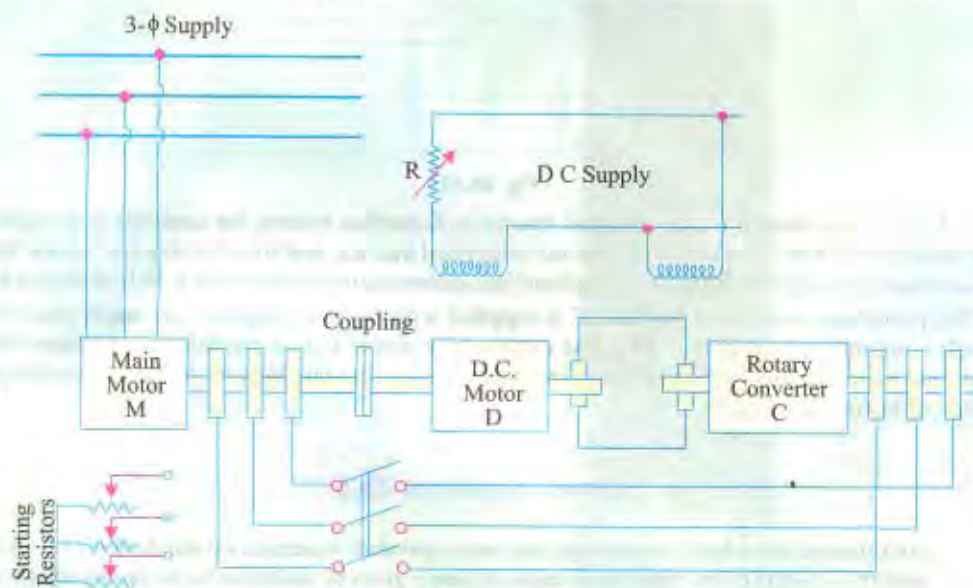 3-ϕ Supply
R
D C Supply
Coupling
Main
Motor
M
D.C.
Motor
D
Rotary
Converter
C
Starting
Resistors